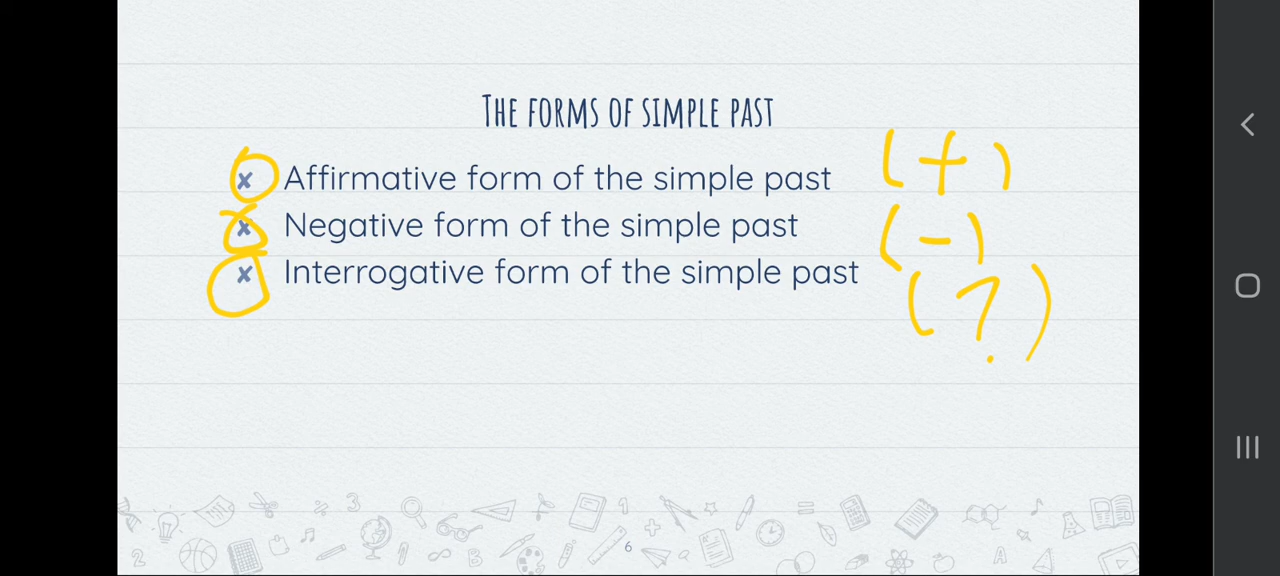 THE FORMS OF SIMPLE PAST
× Affirmative form of the simple past (+)
× Negative form of the simple past (-)
× Interrogative form of the simple past (?)
6